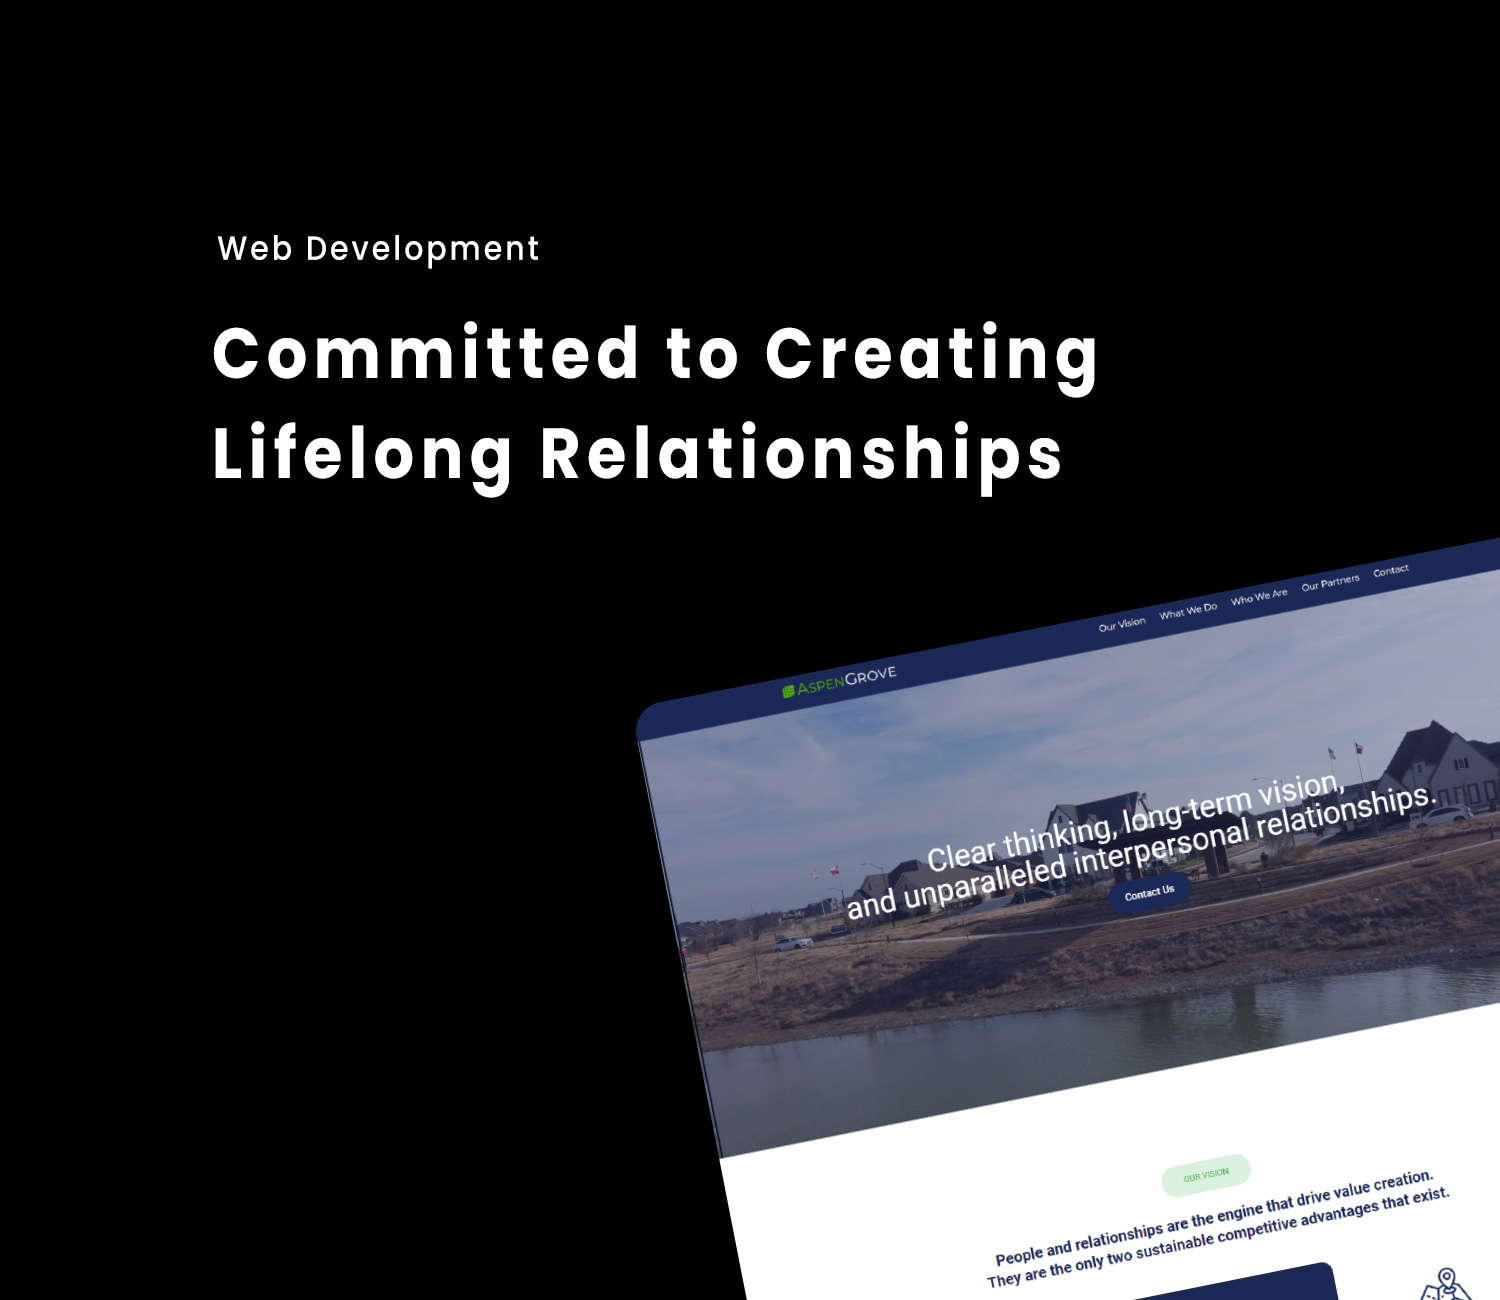 Web Development
Committed to Creating
Lifelong Relationships
ASPENGROVE
Our Vision What We Do Who We Are Our Partners Contact
Clear thinking, long-term vision,
and unparalleled interpersonal relationships.
Contact Us
OUR VISION
People and relationships are the engine that drive value creation.
They are the only two sustainable competitive advantages that exist.